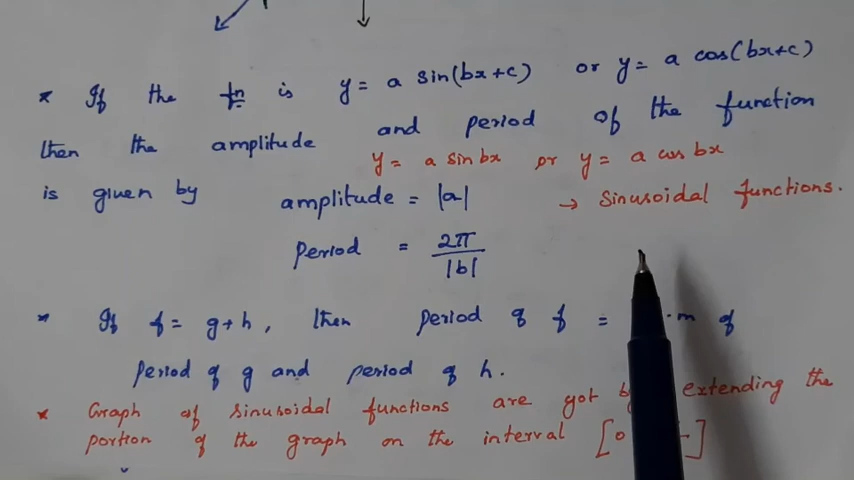 * If the fn is y = a sin(bx+c) or y = a cos(bx+c)
then the amplitude and period of the function
y = a sin bx or y = a cos bx
is given by amplitude = |a| → Sinusoidal functions.
Period = 2π/|b|
* If f = g+h, then period of f = .m of
period of g and period of h.
* Graph of sinusoidal functions are got extending the
portion of the graph on the interval [0